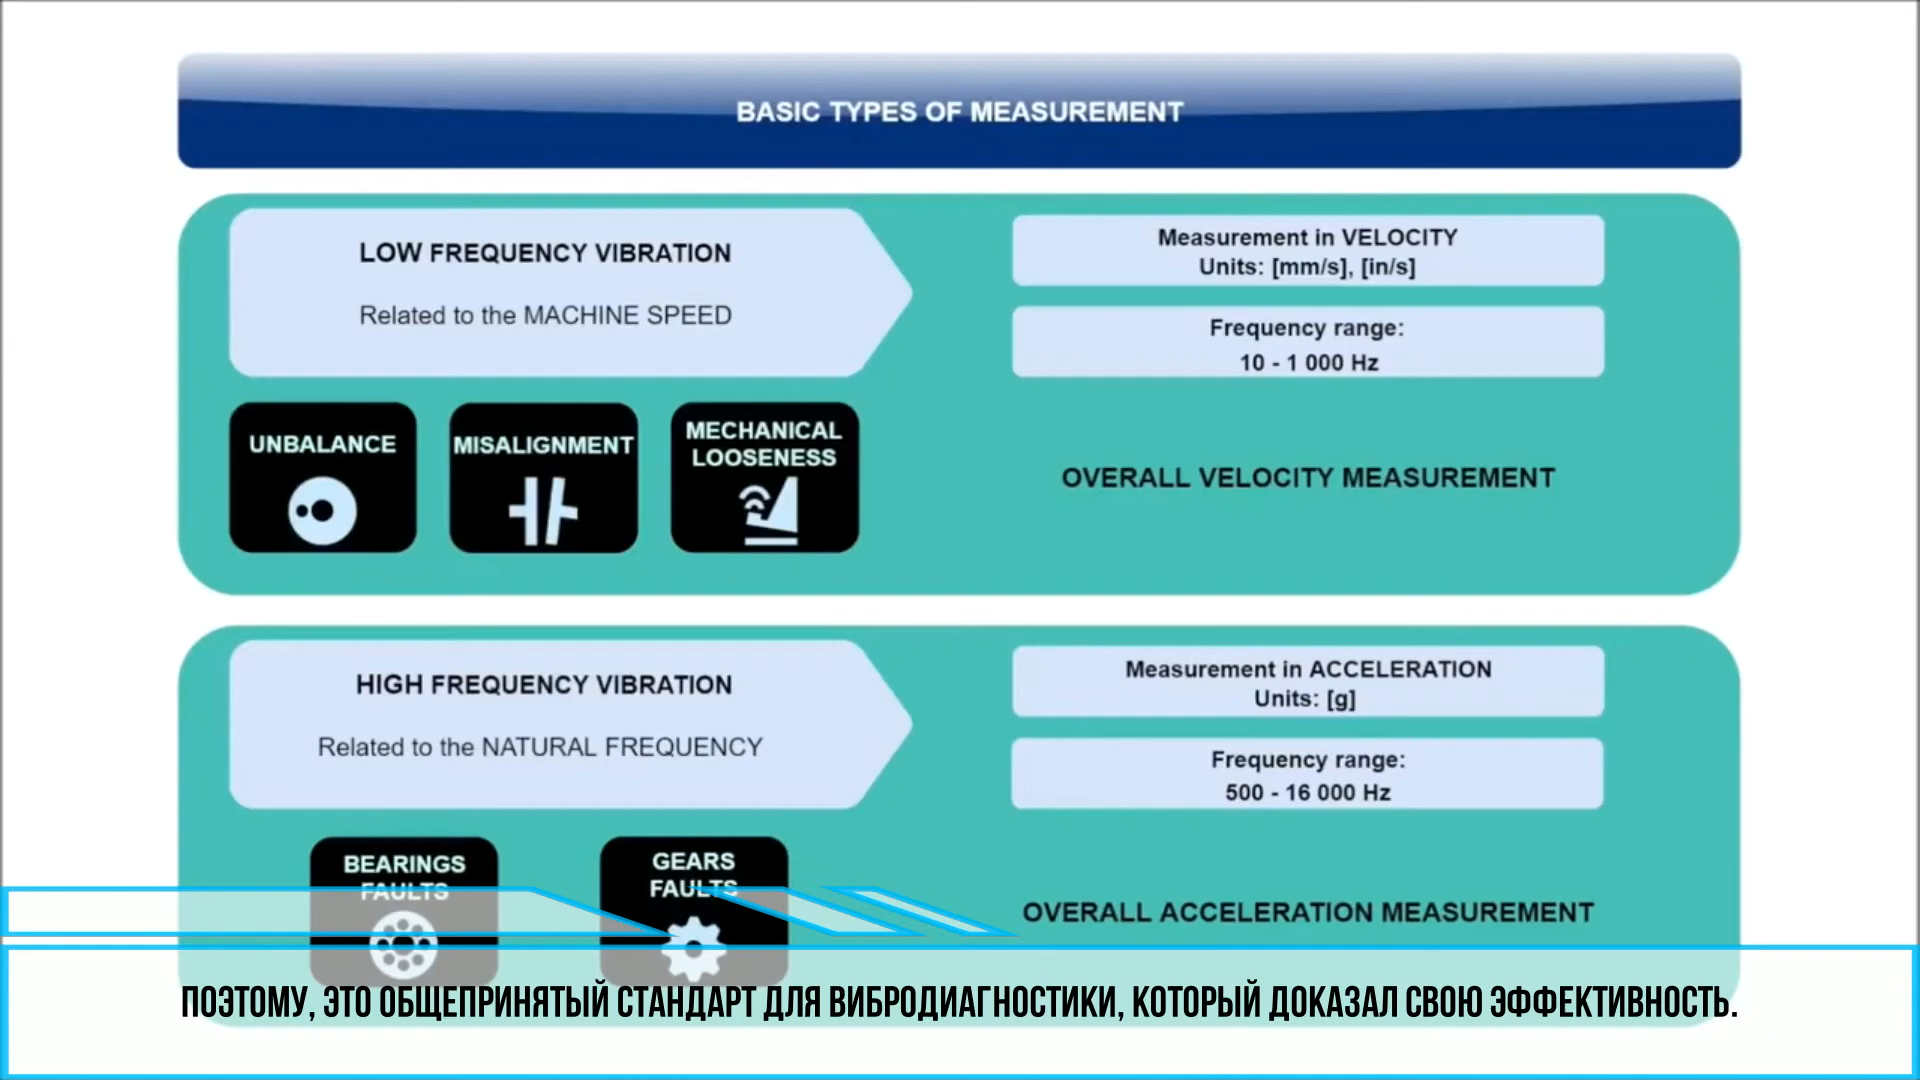 BASIC TYPES OF MEASUREMENT
LOW FREQUENCY VIBRATION
Related to the MACHINE SPEED
Measurement in VELOCITY
Units: [mm/s], [in/s]
Frequency range:
10 - 1 000 Hz
UNBALANCE
MISALIGNMENT
MECHANICAL
LOOSENESS
OVERALL VELOCITY MEASUREMENT
HIGH FREQUENCY VIBRATION
Related to the NATURAL FREQUENCY
Measurement in ACCELERATION
Units: [g]
Frequency range:
500 - 16 000 Hz
BEARINGS
FAULTS
GEARS
FAULTS
OVERALL ACCELERATION MEASUREMENT
ПОЭТОМУ, ЭТО ОБЩЕПРИНЯТЫЙ СТАНДАРТ ДЛЯ ВИБРОДИАГНОСТИКИ, КОТОРЫЙ ДОКАЗАЛ СВОЮ ЭФФЕКТИВНОСТЬ.